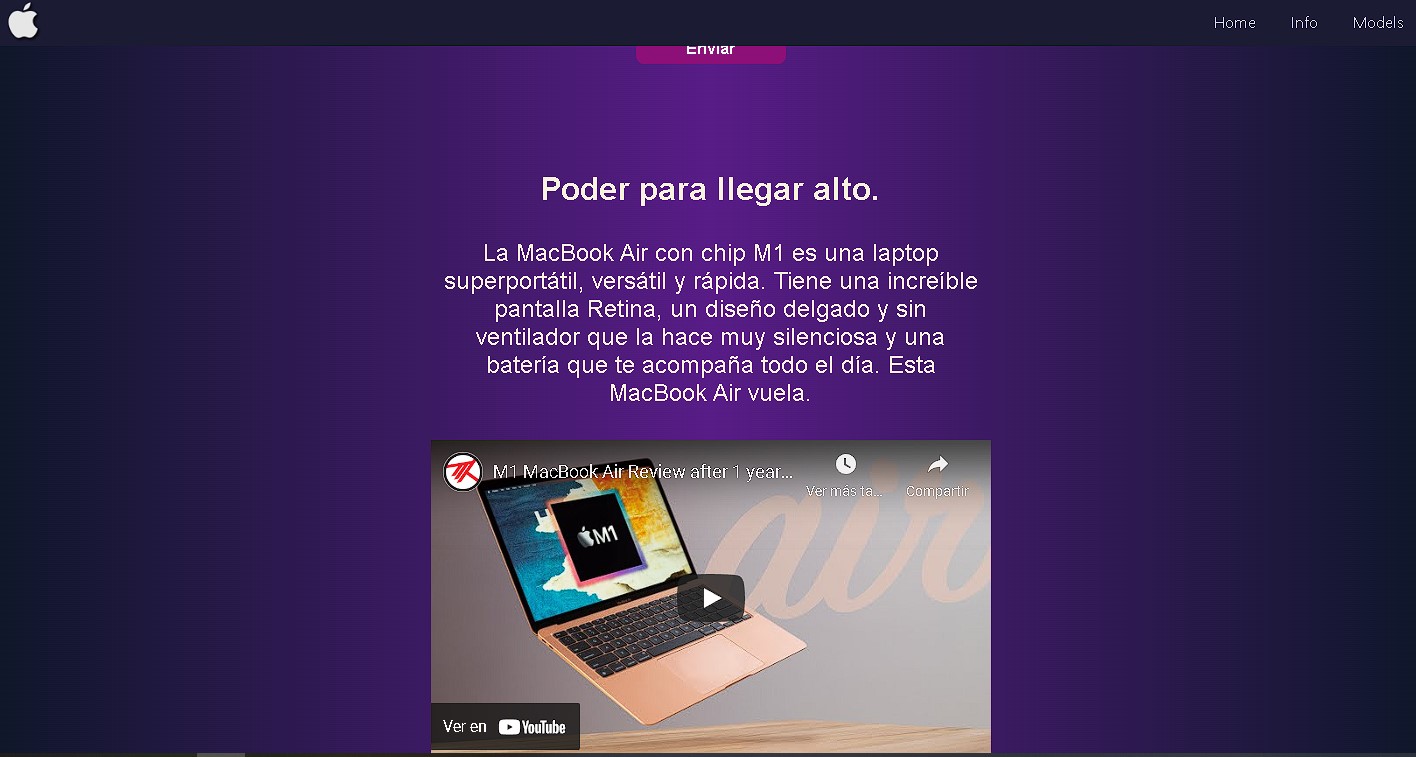 Home Info Models
Enviar
Poder para llegar alto.
La MacBook Air con chip M1 es una laptop
superportátil, versátil y rápida. Tiene una increíble
pantalla Retina, un diseño delgado y sin
ventilador que la hace muy silenciosa y una
batería que te acompaña todo el día. Esta
MacBook Air vuela.
M1 MacBook Air Review after 1 year...
Ver más ta...
Compartir
air
M1
Ver en YouTube